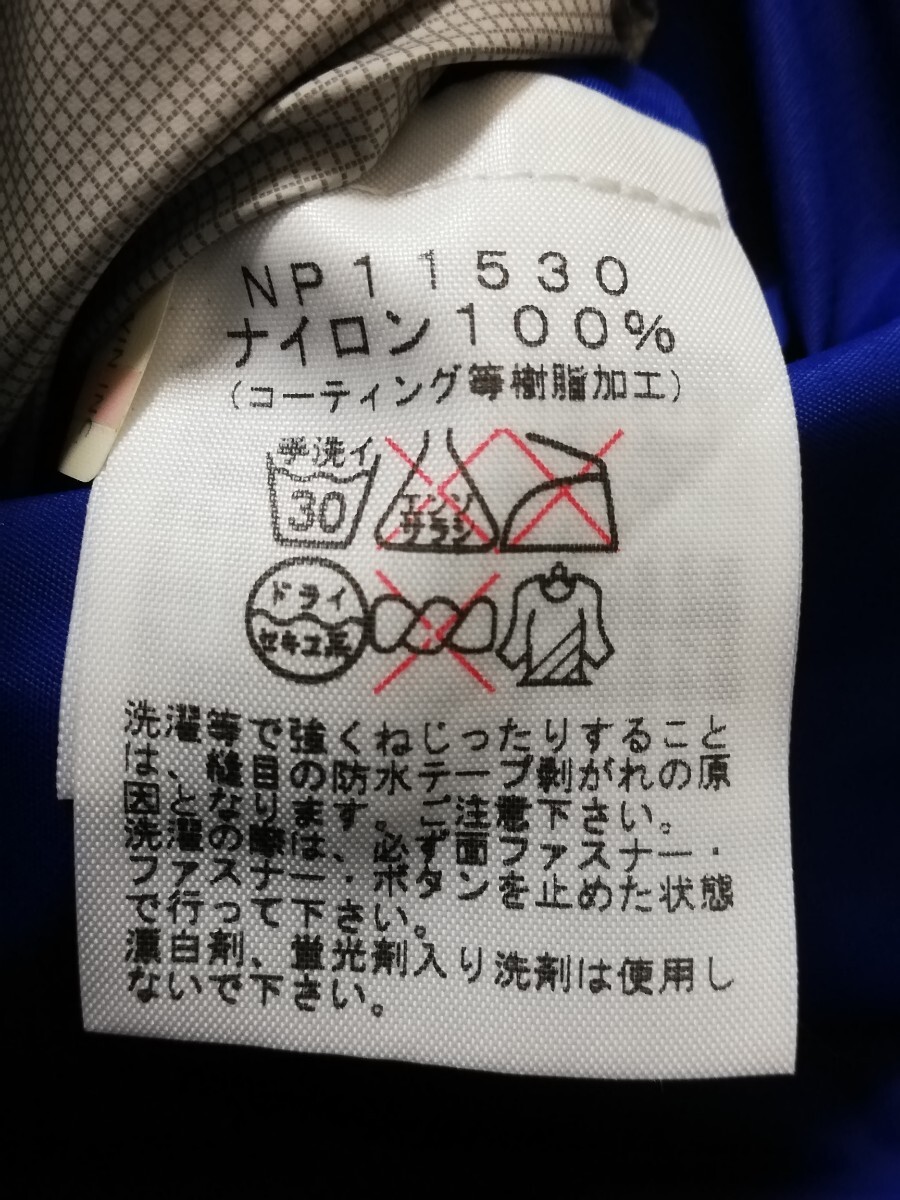 NP11530
ナイロン100%
(コーティング等樹脂加工)
手洗イ
30
エンソ
サラシ
ドライ
セキユ系
洗濯等で強くねじったりすること
は、縫目の防水テープ剥がれの原
因となります。ご注意下さい。
洗濯の際は、必ず面ファスナー・
ファスナー・ボタンを止めた状態
で行って下さい。
漂白剤、蛍光剤入り洗剤は使用し
ないで下さい。